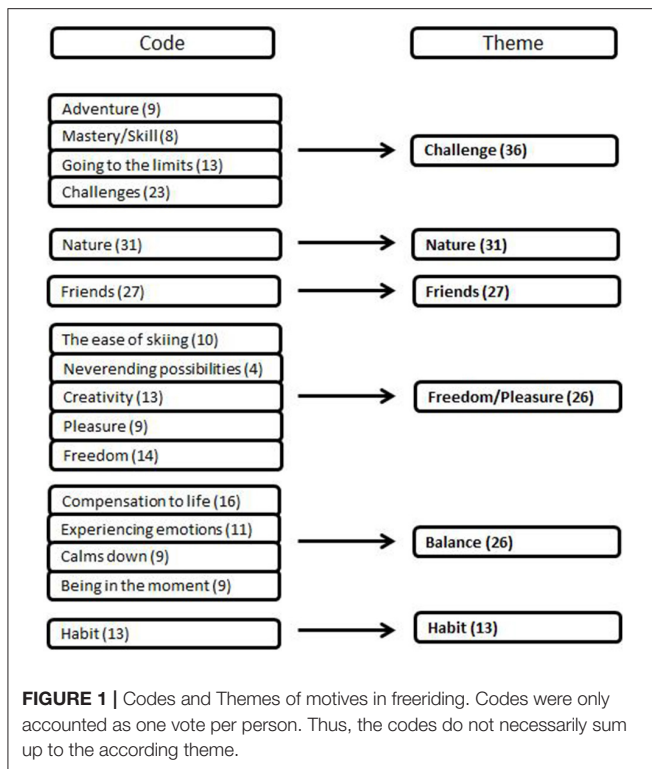 Code
Theme
Adventure (9)
Mastery/Skill (8)
Going to the limits (13)
Challenges (23)
Challenge (36)
Nature (31)
Nature (31)
Friends (27)
Friends (27)
The ease of skiing (10)
Neverending possibilities (4)
Creativity (13)
Pleasure (9)
Freedom (14)
Freedom/Pleasure (26)
Compensation to life (16)
Experiencing emotions (11)
Calms down (9)
Being in the moment (9)
Balance (26)
Habit (13)
Habit (13)
FIGURE 1 | Codes and Themes of motives in freeriding. Codes were only
accounted as one vote per person. Thus, the codes do not necessarily sum
up to the according theme.